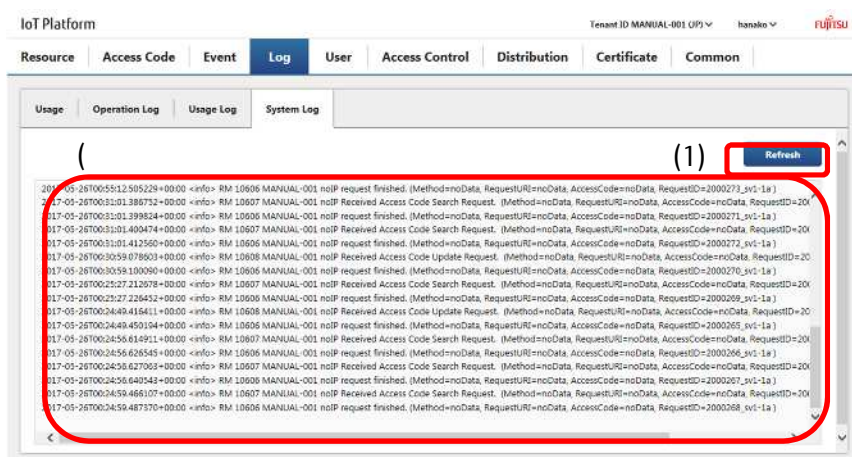 IoT Platform
Tenant ID MANUAL-001 (JP)
hanako
FUJITSU
Resource
Access Code
Event
Log
User
Access Control
Distribution
Certificate
Common
Usage
Operation Log
Usage Log
System Log
(
(1)
Refresh
2017-05-26T00:55:12.505229+00:00 <info> RM 10606 MANUAL-001 noIP request finished. (Method=noData, RequestURI=noData, AccessCode=noData, RequestID=2000273_sv1-1a )
2017-05-26T00:31:01.386752+00:00 <info> RM 10607 MANUAL-001 noIP Received Access Code Search Request. (Method=noData, RequestURI=noData, AccessCode=noData, RequestID=200
2017-05-26T00:31:01.399824+00:00 <info> RM 10606 MANUAL-001 noIP request finished. (Method=noData, RequestURI=noData, AccessCode=noData, RequestID=2000271_sv1-1a )
2017-05-26T00:31:01.400474+00:00 <info> RM 10607 MANUAL-001 noIP Received Access Code Search Request. (Method=noData, RequestURI=noData, AccessCode=noData, RequestID=200
2017-05-26T00:31:01.412560+00:00 <info> RM 10606 MANUAL-001 noIP request finished. (Method=noData, RequestURI=noData, AccessCode=noData, RequestID=2000272_sv1-1a )
2017-05-26T00:30:59.078603+00:00 <info> RM 10608 MANUAL-001 noIP Received Access Code Update Request. (Method=noData, RequestURI=noData, AccessCode=noData, RequestID=20
2017-05-26T00:30:59.100090+00:00 <info> RM 10606 MANUAL-001 noIP request finished. (Method=noData, RequestURI=noData, AccessCode=noData, RequestID=2000270_sv1-1a )
2017-05-26T00:25:27.212678+00:00 <info> RM 10607 MANUAL-001 noIP Received Access Code Search Request. (Method=noData, RequestURI=noData, AccessCode=noData, RequestID=200
2017-05-26T00:25:27.226452+00:00 <info> RM 10606 MANUAL-001 noIP request finished. (Method=noData, RequestURI=noData, AccessCode=noData, RequestID=2000269_sv1-1a )
2017-05-26T00:24:49.416411+00:00 <info> RM 10608 MANUAL-001 noIP Received Access Code Update Request. (Method=noData, RequestURI=noData, AccessCode=noData, RequestID=20
2017-05-26T00:24:49.450194+00:00 <info> RM 10606 MANUAL-001 noIP request finished. (Method=noData, RequestURI=noData, AccessCode=noData, RequestID=2000265_sv1-1a )
2017-05-26T00:24:56.614911+00:00 <info> RM 10607 MANUAL-001 noIP Received Access Code Search Request. (Method=noData, RequestURI=noData, AccessCode=noData, RequestID=200
2017-05-26T00:24:56.626545+00:00 <info> RM 10606 MANUAL-001 noIP request finished. (Method=noData, RequestURI=noData, AccessCode=noData, RequestID=2000266_sv1-1a )
2017-05-26T00:24:56.627063+00:00 <info> RM 10607 MANUAL-001 noIP Received Access Code Search Request. (Method=noData, RequestURI=noData, AccessCode=noData, RequestID=200
2017-05-26T00:24:56.640543+00:00 <info> RM 10606 MANUAL-001 noIP request finished. (Method=noData, RequestURI=noData, AccessCode=noData, RequestID=2000267_sv1-1a )
2017-05-26T00:24:59.466107+00:00 <info> RM 10607 MANUAL-001 noIP Received Access Code Search Request. (Method=noData, RequestURI=noData, AccessCode=noData, RequestID=200
2017-05-26T00:24:59.487370+00:00 <info> RM 10606 MANUAL-001 noIP request finished. (Method=noData, RequestURI=noData, AccessCode=noData, RequestID=2000268_sv1-1a )